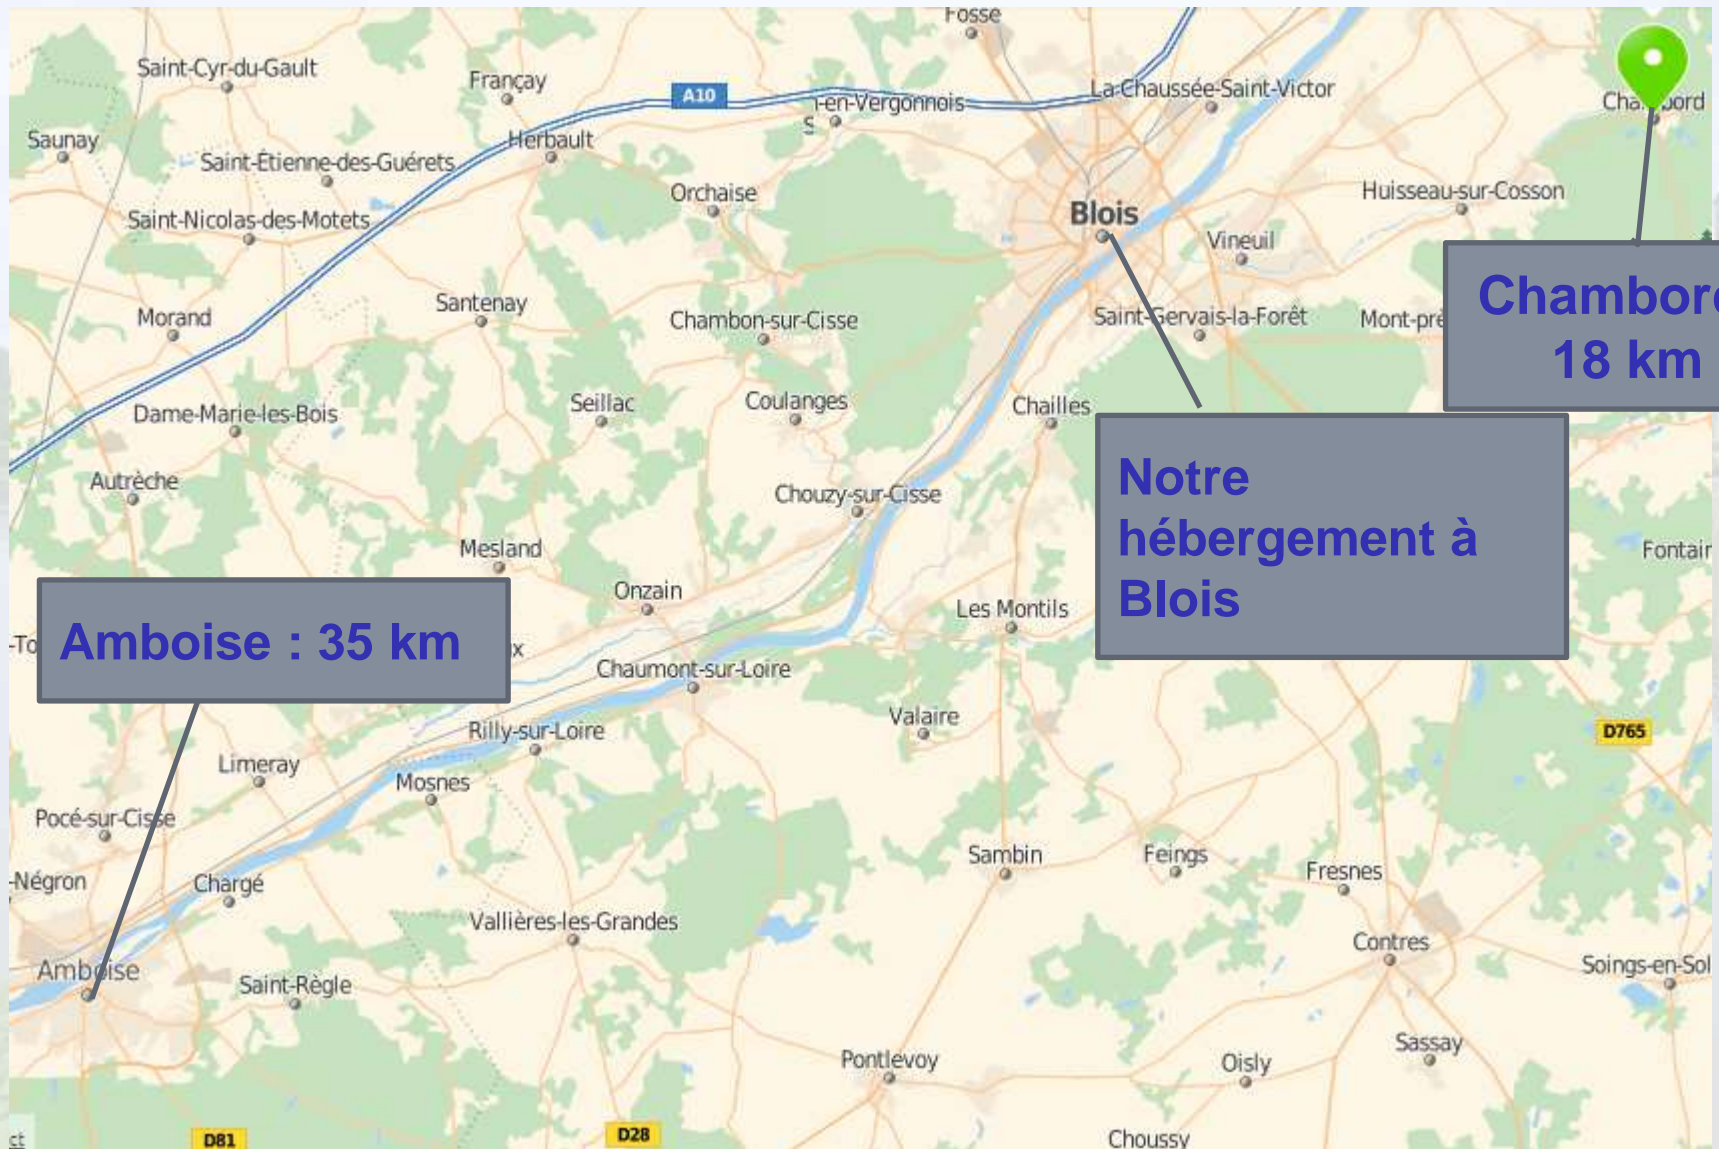 Fosse
Saint-Cyr-du-Gault
Françay
A10
La Chaussée-Saint-Victor
-en-Vergonnois
S
Saunay
Herbault
Saint-Étienne-des-Guérets
Orchaise
Huisseau-sur-Cosson
Saint-Nicolas-des-Motets
Blois
Vineuil
Chambord
18 km
Morand
Santenay
Chambon-sur-Cisse
Saint-Gervais-la-Forêt
Mont-pré
Dame-Marie-les-Bois
Seillac
Coulanges
Chailles
Autrèche
Chouzy-sur-Cisse
Notre
hébergement à
Blois
Mesland
Fontair
Onzain
Les Montils
Amboise : 35 km
-To
x
Chaumont-sur-Loire
Valaire
Rilly-sur-Loire
D765
Limeray
Mosnes
Pocé-sur-Cisse
Sambin
Feings
Fresnes
-Négron
Chargé
Vallières-les-Grandes
Contres
Amboise
Saint-Règle
Soings-en-Sol
Pontlevoy
Oisly
Sassay
ct
D81
D28
Choussy